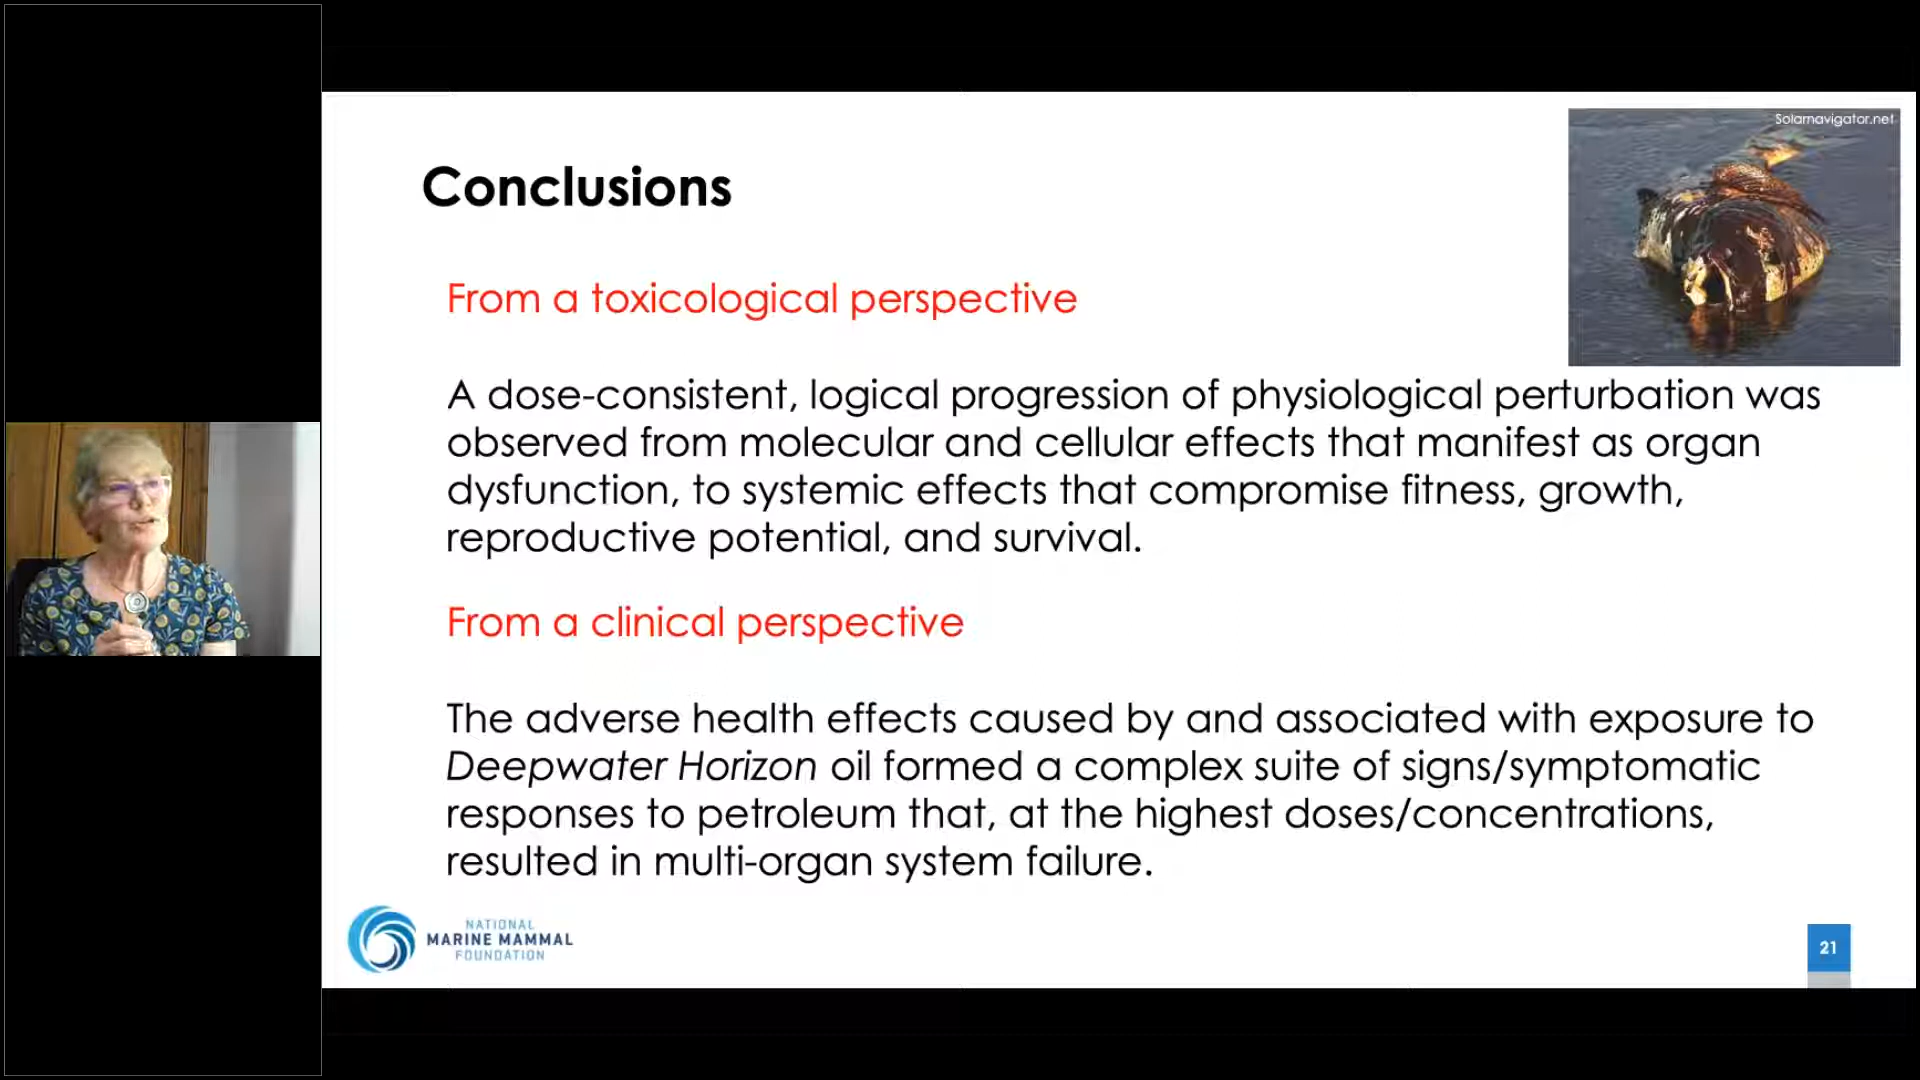 Solarnavigator.net
Conclusions
From a toxicological perspective
A dose-consistent, logical progression of physiological perturbation was
observed from molecular and cellular effects that manifest as organ
dysfunction, to systemic effects that compromise fitness, growth,
reproductive potential, and survival.
From a clinical perspective
The adverse health effects caused by and associated with exposure to
Deepwater Horizon oil formed a complex suite of signs/symptomatic
responses to petroleum that, at the highest doses/concentrations,
resulted in multi-organ system failure.
NATIONAL
MARINE MAMMAL
FOUNDATION
21